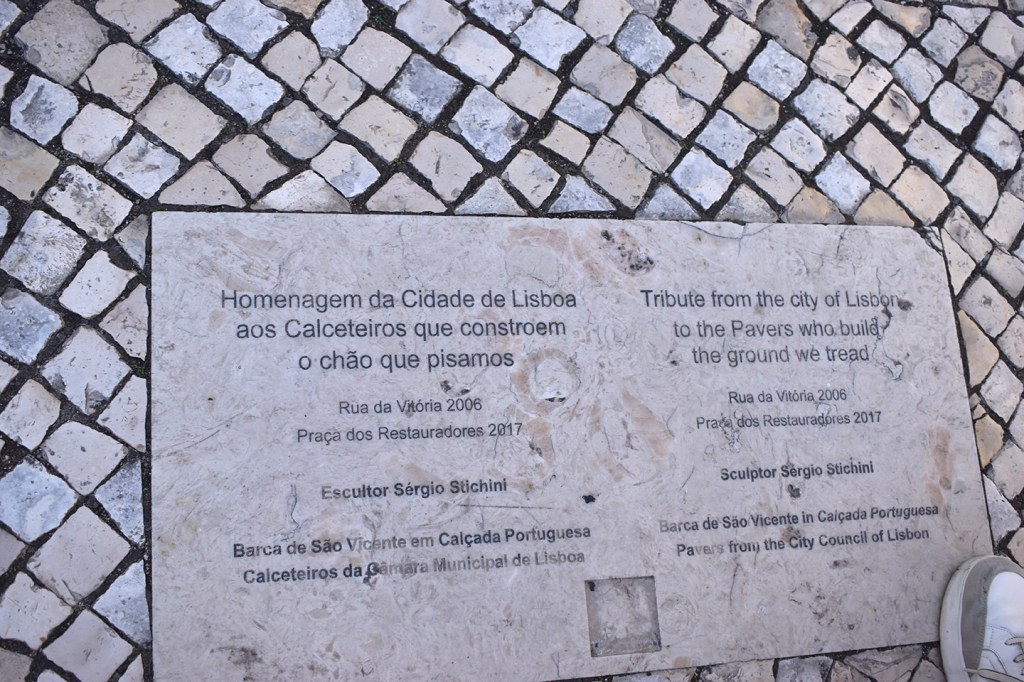 Homenagem da Cidade de Lisboa
aos Calceteiros que constroem
o chão que pisamos
Rua da Vitória 2006
Praça dos Restauradores 2017
Escultor Sérgio Stichini
Barca de São Vicente em Calçada Portuguesa
Calceteiros da Câmara Municipal de Lisboa
Tribute from the city of Lisbon
to the Pavers who build
the ground we tread
Rua da Vitória 2006
Praça dos Restauradores 2017
Sculptor Sérgio Stichini
Barca de São Vicente in Calçada Portuguesa
Pavers from the City Council of Lisbon